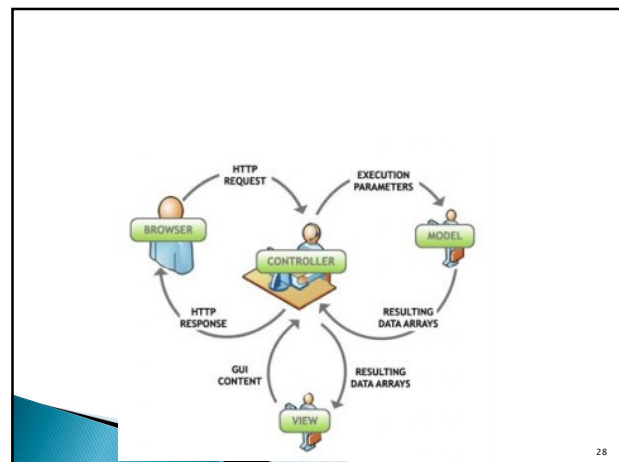 HTTP
REQUEST
EXECUTION
PARAMETERS
BROWSER
MODEL
CONTROLLER
HTTP
RESPONSE
RESULTING
DATA ARRAYS
GUI
CONTENT
RESULTING
DATA ARRAYS
VIEW
28